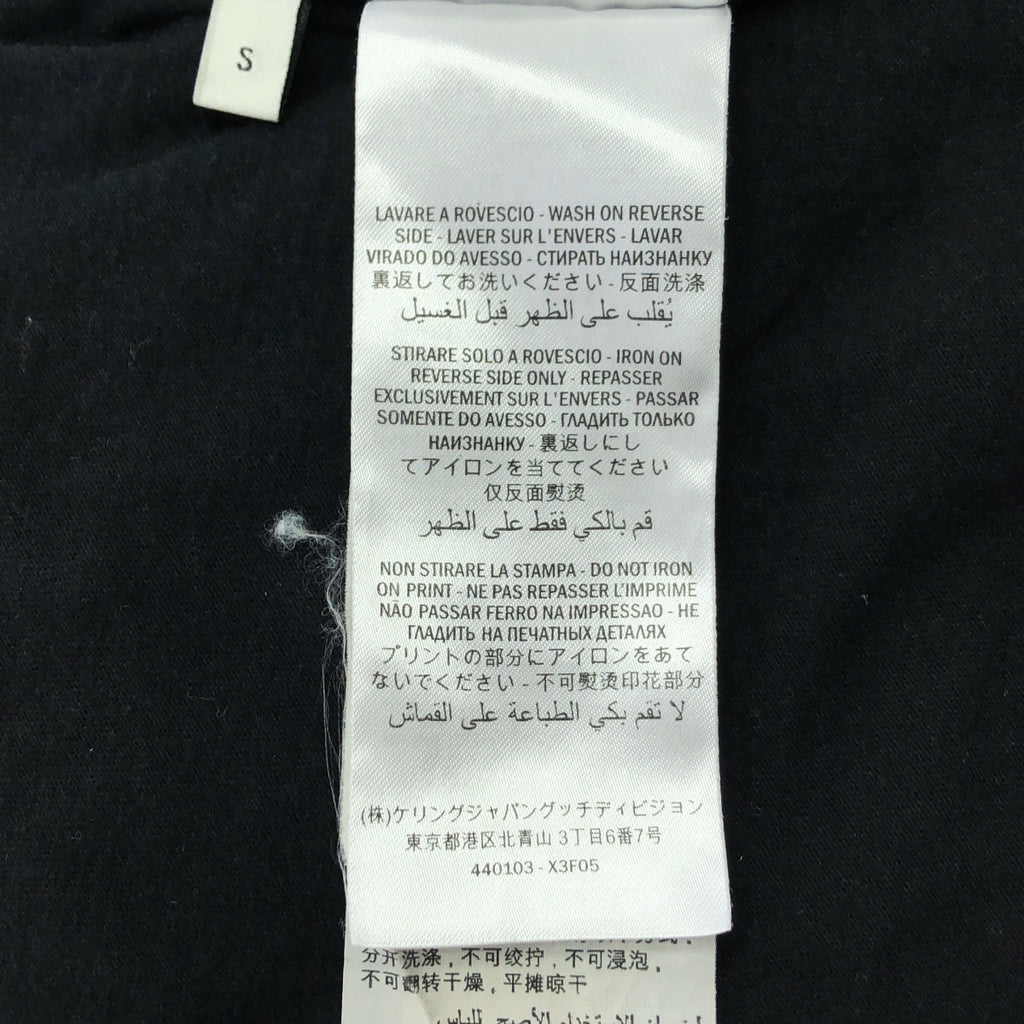 S
LAVARE A ROVESCIO - WASH ON REVERSE
SIDE - LAVER SUR L'ENVERS - LAVAR
VIRADO DO AVESSO - СТИРАТЬ НАИЗНАНКУ
裏返してお洗いください - 反面洗涤
يُقلب على الظهر قبل الغسيل
STIRARE SOLO A ROVESCIO - IRON ON
REVERSE SIDE ONLY - REPASSER
EXCLUSIVEMENT SUR L'ENVERS - PASSAR
SOMENTE DO AVESSO - ГЛАДИТЬ ТОЛЬКО
НАИЗНАНКУ - 裏返しにし
てアイロンを当ててください
仅反面熨烫
قم بالكي فقط على الظهر
NON STIRARE LA STAMPA - DO NOT IRON
ON PRINT - NE PAS REPASSER L'IMPRIME
NÃO PASSAR FERRO NA IMPRESSAO - НЕ
ГЛАДИТЬ НА ПЕЧАТНЫХ ДЕТАЛЯХ
プリントの部分にアイロンをあて
ないでください - 不可熨烫印花部分
لا تقم بكي الطباعة على القماش
(株)ケリングジャパングッチディビジョン
東京都港区北青山 3丁目6番7号
440103 - X3F05
分开洗涤, 不可绞拧, 不可浸泡,
不可翻转干燥, 平摊晾干